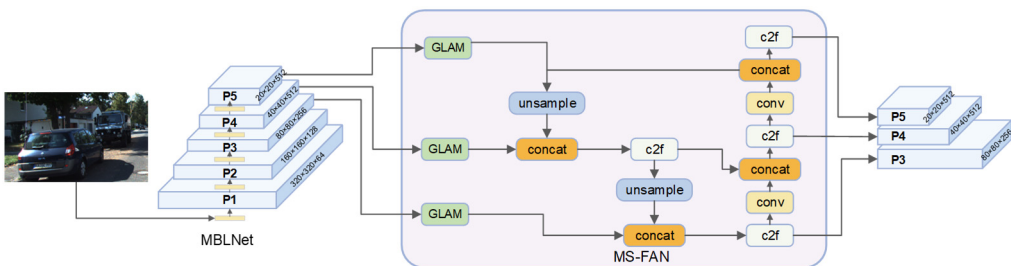 P5
20×20×512
P4
40×40×512
P3
80×80×256
P2
160×160×128
P1
320×320×64
MBLNet
GLAM
unsample
GLAM
concat
c2f
unsample
GLAM
concat
c2f
conv
concat
c2f
conv
concat
c2f
MS-FAN
P5
20×20×512
P4
40×40×512
P3
80×80×256